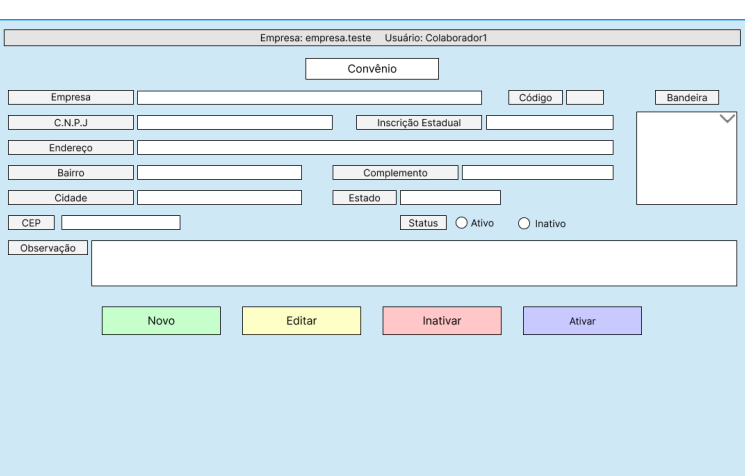 Empresa: empresa.teste Usuário: Colaborador1
Convênio
Empresa Código Bandeira
C.N.P.J Inscrição Estadual
Endereço
Bairro Complemento
Cidade Estado
CEP Status Ativo Inativo
Observação
Novo Editar Inativar Ativar